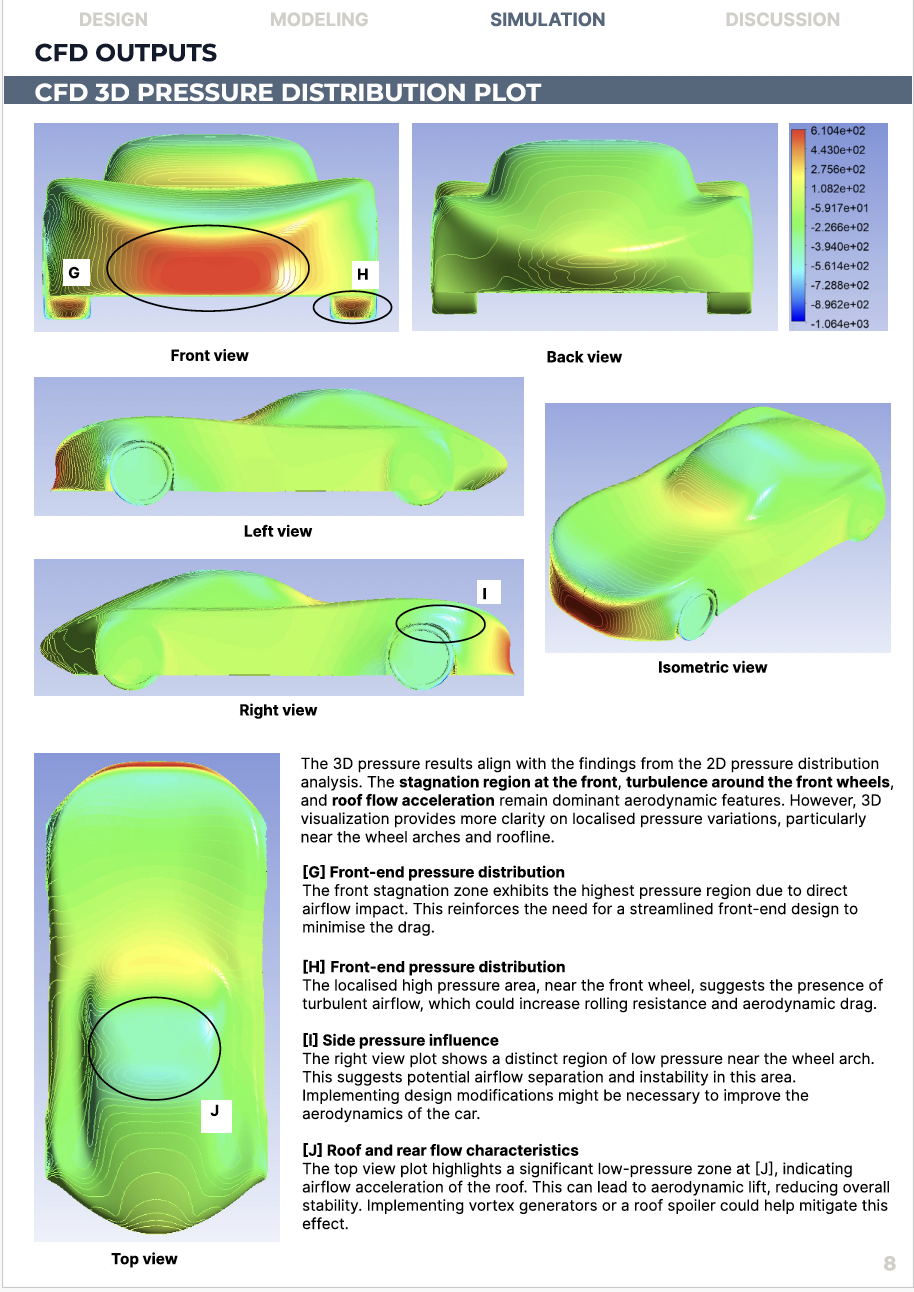 DESIGN MODELING SIMULATION DISCUSSION
CFD OUTPUTS
CFD 3D PRESSURE DISTRIBUTION PLOT
6.104e+02
4.430e+02
2.756e+02
1.082e+02
-5.917e+01
-2.266e+02
-3.940e+02
-5.614e+02
-7.288e+02
-8.962e+02
-1.064e+03
G
H
Front view
Back view
Left view
I
Right view
Isometric view
The 3D pressure results align with the findings from the 2D pressure distribution
analysis. The stagnation region at the front, turbulence around the front wheels,
and roof flow acceleration remain dominant aerodynamic features. However, 3D
visualization provides more clarity on localised pressure variations, particularly
near the wheel arches and roofline.
[G] Front-end pressure distribution
The front stagnation zone exhibits the highest pressure region due to direct
airflow impact. This reinforces the need for a streamlined front-end design to
minimise the drag.
[H] Front-end pressure distribution
The localised high pressure area, near the front wheel, suggests the presence of
turbulent airflow, which could increase rolling resistance and aerodynamic drag.
[I] Side pressure influence
The right view plot shows a distinct region of low pressure near the wheel arch.
This suggests potential airflow separation and instability in this area.
Implementing design modifications might be necessary to improve the
aerodynamics of the car.
[J] Roof and rear flow characteristics
The top view plot highlights a significant low-pressure zone at [J], indicating
airflow acceleration of the roof. This can lead to aerodynamic lift, reducing overall
stability. Implementing vortex generators or a roof spoiler could help mitigate this
effect.
J
Top view
8